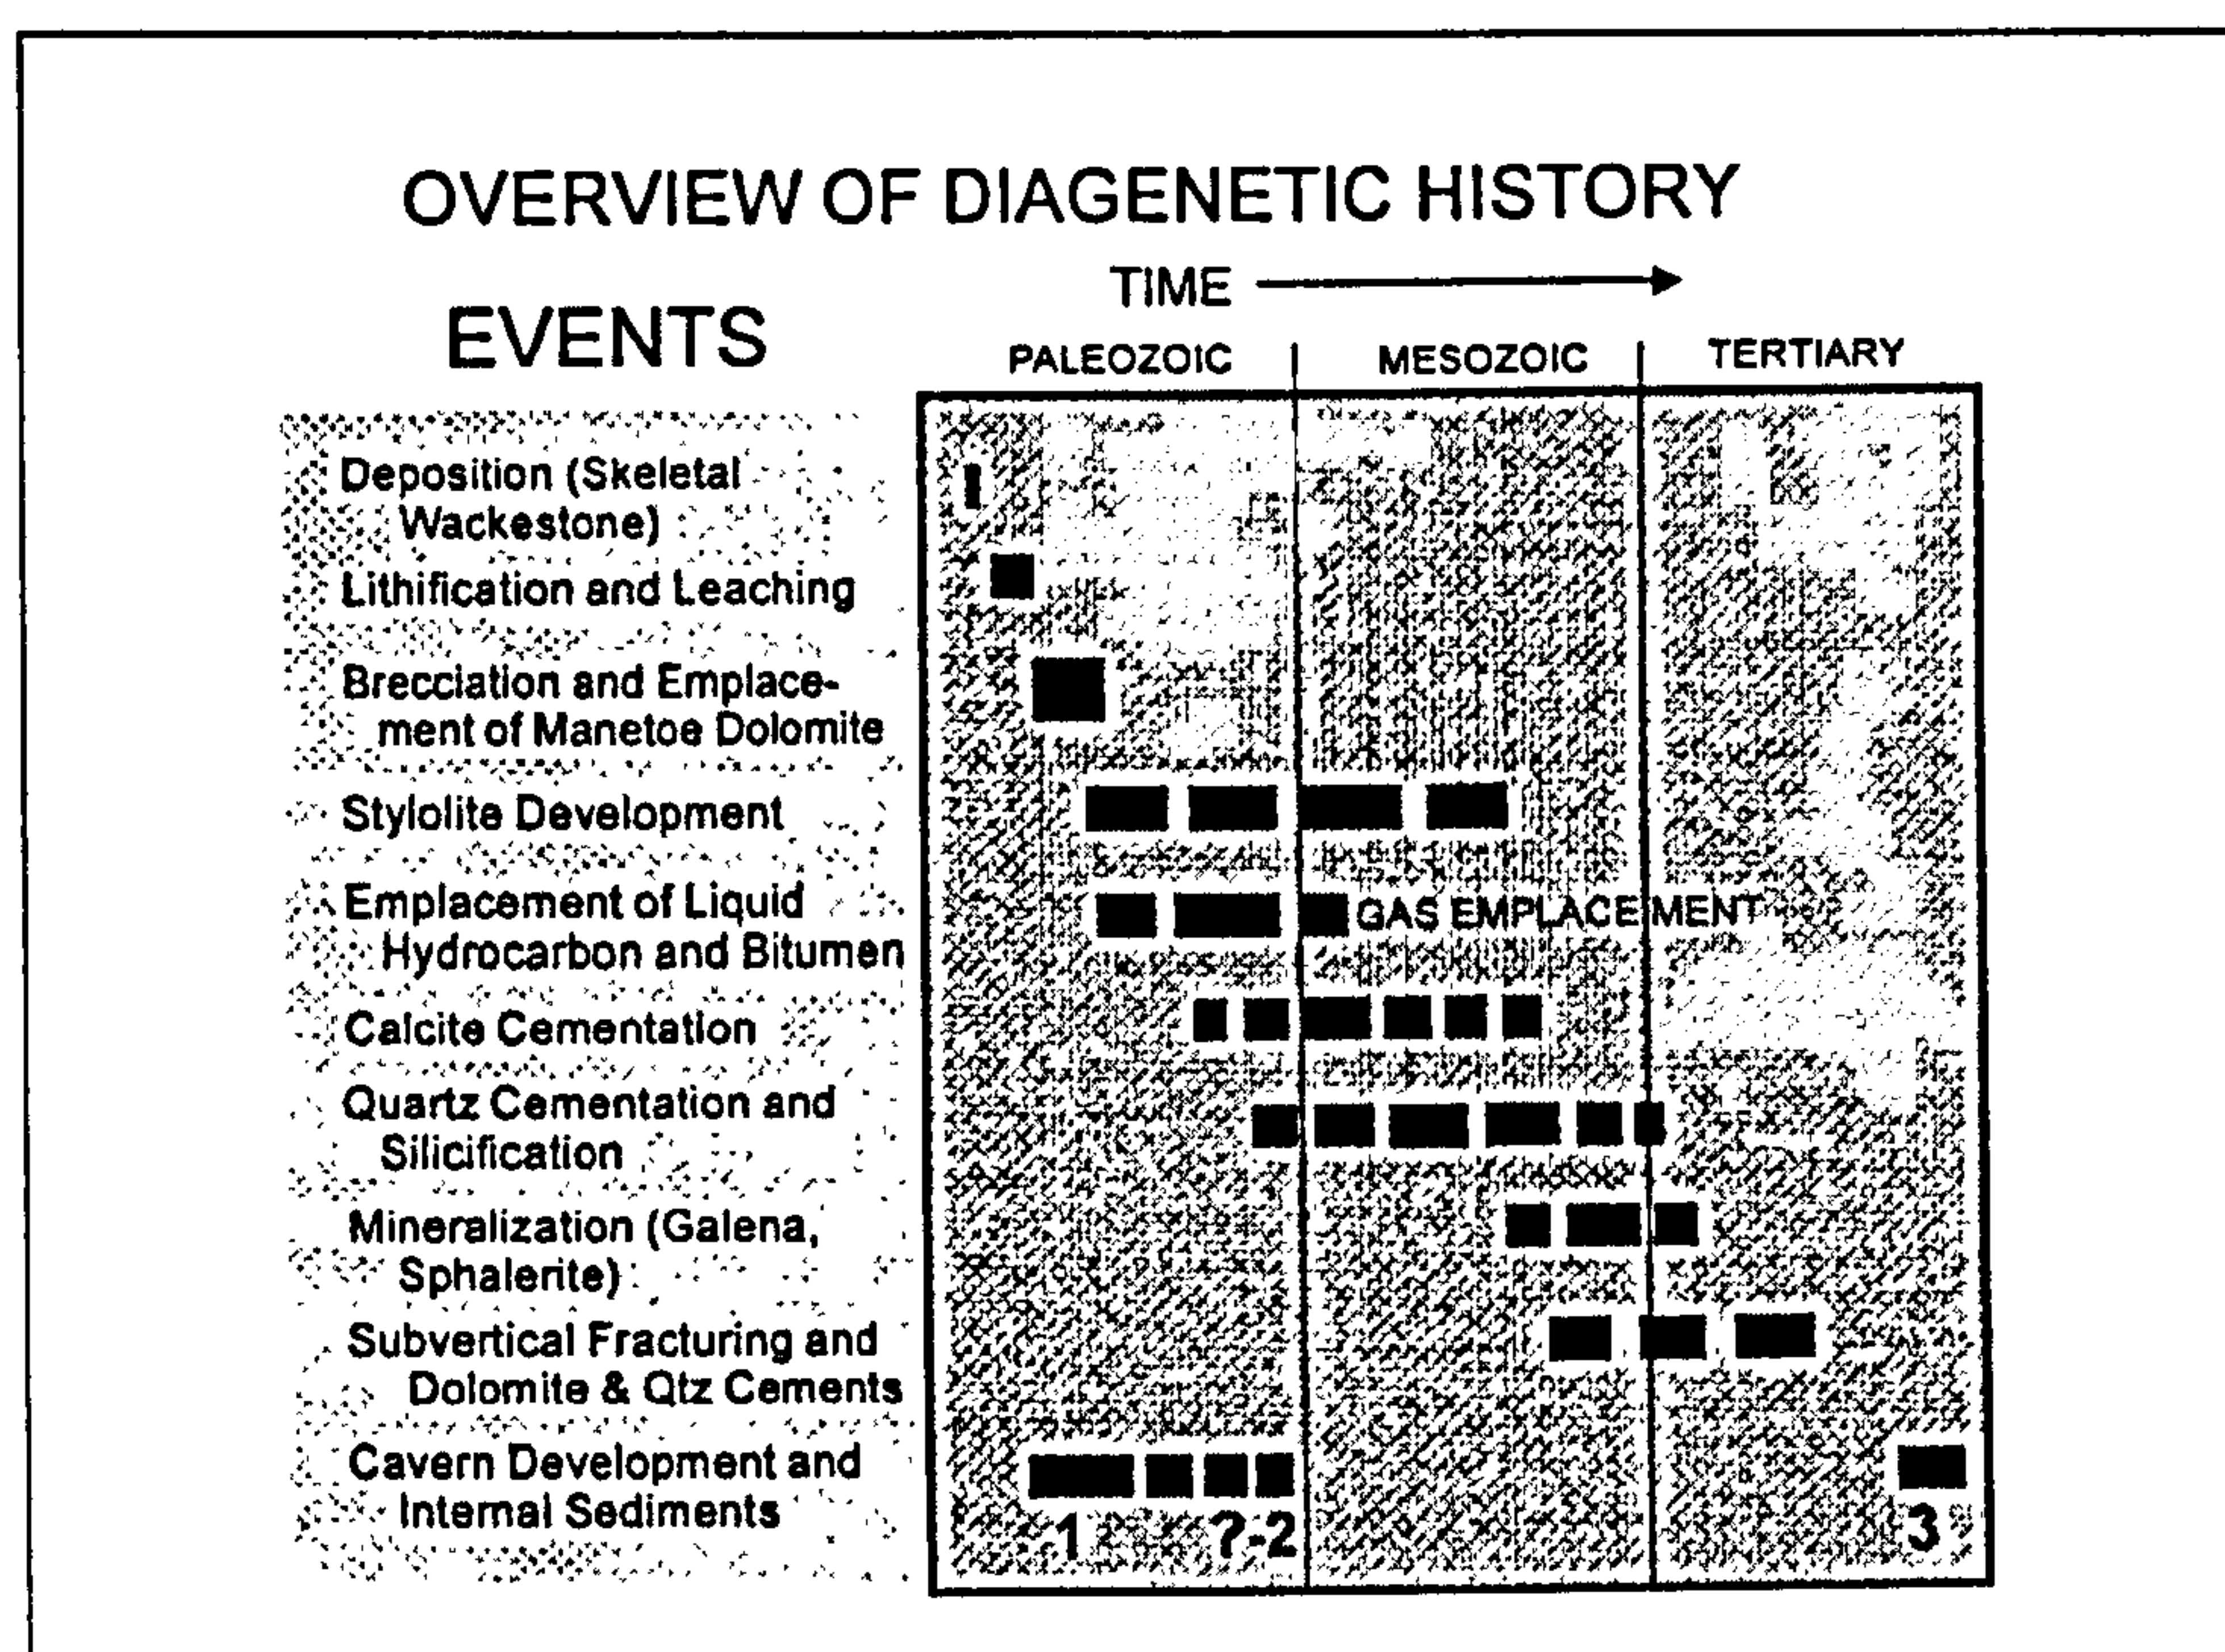 OVERVIEW OF DIAGENETIC HISTORY
TIME
EVENTS
PALEOZOIC
MESOZOIC
TERTIARY
Deposition (Skeletal
Wackestone)
Lithification and Leaching
Brecciation and Emplace-
ment of Manetoe Dolomite
Stylolite Development
Emplacement of Liquid
Hydrocarbon and Bitumen
GAS EMPLACEMENT
Calcite Cementation
Quartz Cementation and
Silicification
Mineralization (Galena,
Sphalerite)
Subvertical Fracturing and
Dolomite & Qtz Cements
Cavern Development and
Internal Sediments
1 ?-2 3